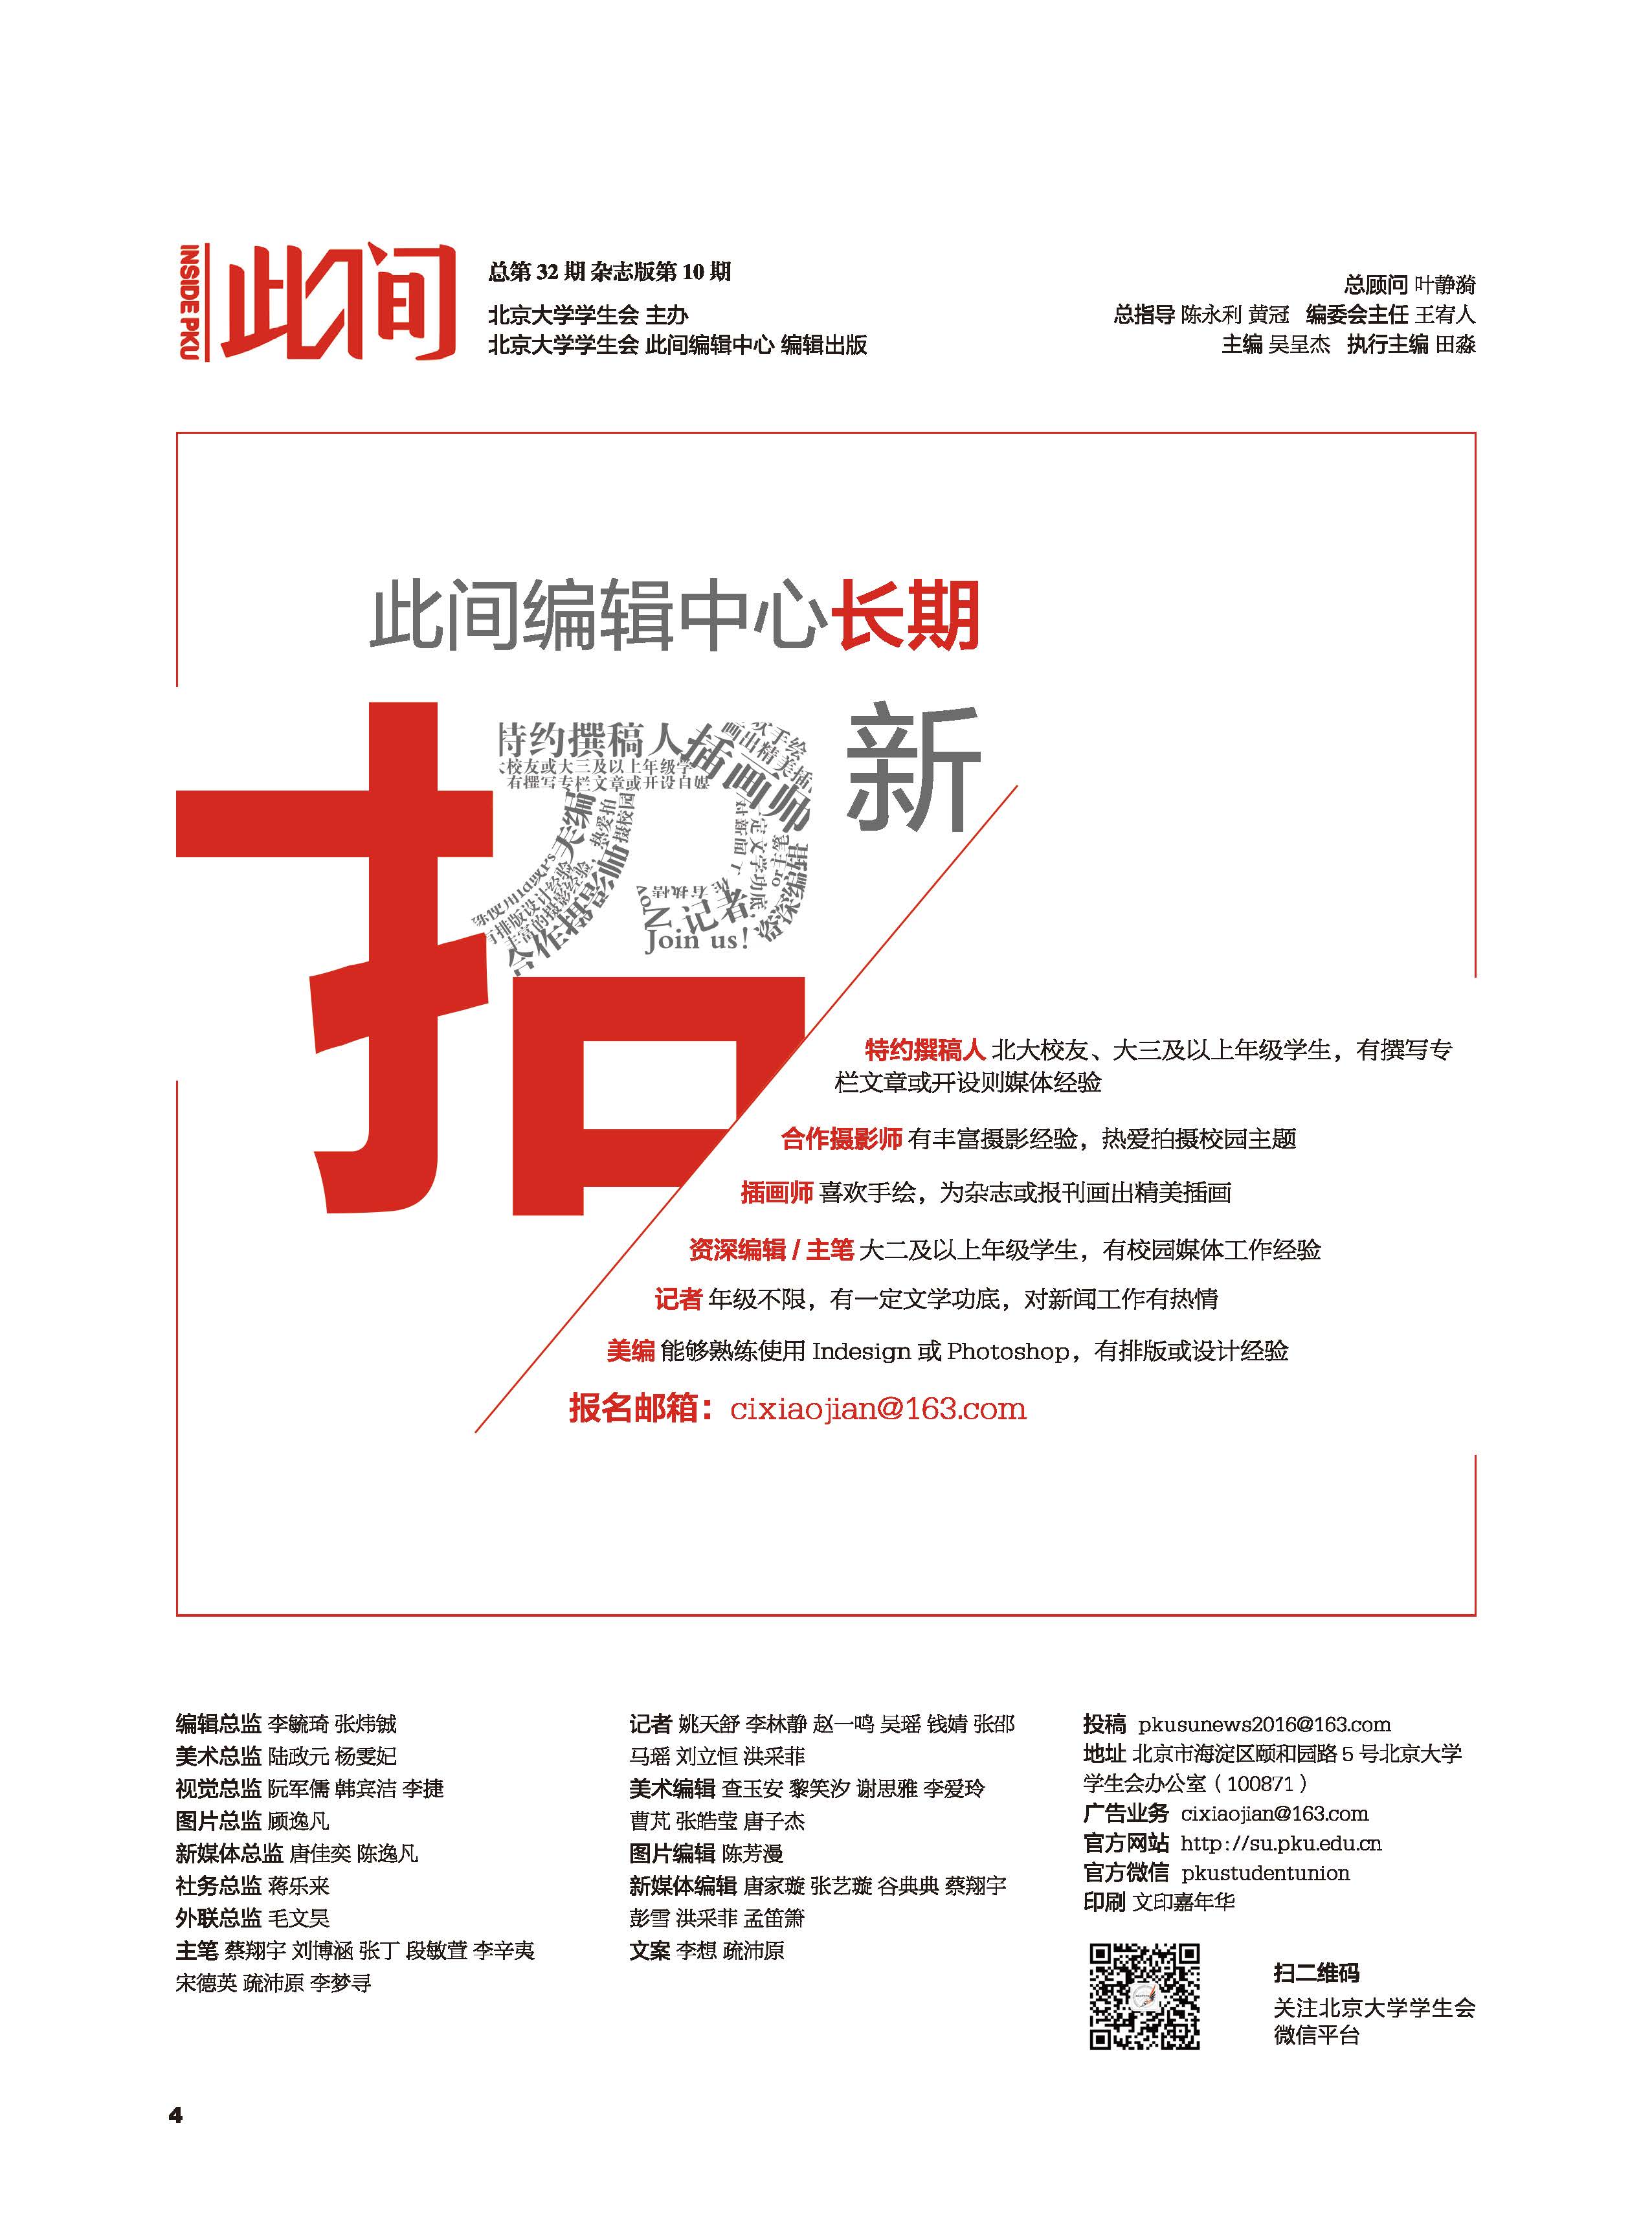 INSIDE PKU
此间
总第 32 期 杂志版第 10 期
北京大学学生会 主办
北京大学学生会 此间编辑中心 编辑出版
总顾问 叶静漪
总指导 陈永利 黄冠 编委会主任 王宥人
主编 吴呈杰 执行主编 田淼
此间编辑中心长期
招新
特约撰稿人
插画师
美编
合作摄影师
记者
Now
Join us!
特约撰稿人 北大校友、大三及以上年级学生，有撰写专
栏文章或开设则媒体经验
合作摄影师 有丰富摄影经验，热爱拍摄校园主题
插画师 喜欢手绘，为杂志或报刊画出精美插画
资深编辑 / 主笔 大二及以上年级学生，有校园媒体工作经验
记者 年级不限，有一定文学功底，对新闻工作有热情
美编 能够熟练使用 Indesign 或 Photoshop，有排版或设计经验
报名邮箱：cixiaojian@163.com
编辑总监 李毓琦 张炜铖
美术总监 陆政元 杨雯妃
视觉总监 阮军儒 韩宾洁 李捷
图片总监 顾逸凡
新媒体总监 唐佳奕 陈逸凡
社务总监 蒋乐来
外联总监 毛文昊
主笔 蔡翔宇 刘博涵 张丁 段敏萱 李辛夷
宋德英 疏沛原 李梦寻
记者 姚天舒 李林静 赵一鸣 吴瑶 钱婧 张邵
马瑶 刘立恒 洪采菲
美术编辑 查玉安 黎笑汐 谢思雅 李爱玲
曹芃 张皓莹 唐子杰
图片编辑 陈芳漫
新媒体编辑 唐家璇 张艺璇 谷典典 蔡翔宇
彭雪 洪采菲 孟笛箫
文案 李想 疏沛原
投稿 pkusunews2016@163.com
地址 北京市海淀区颐和园路 5 号北京大学
学生会办公室（100871）
广告业务 cixiaojian@163.com
官方网站 http://su.pku.edu.cn
官方微信 pkustudentunion
印刷 文印嘉年华
扫二维码
关注北京大学学生会
微信平台
4